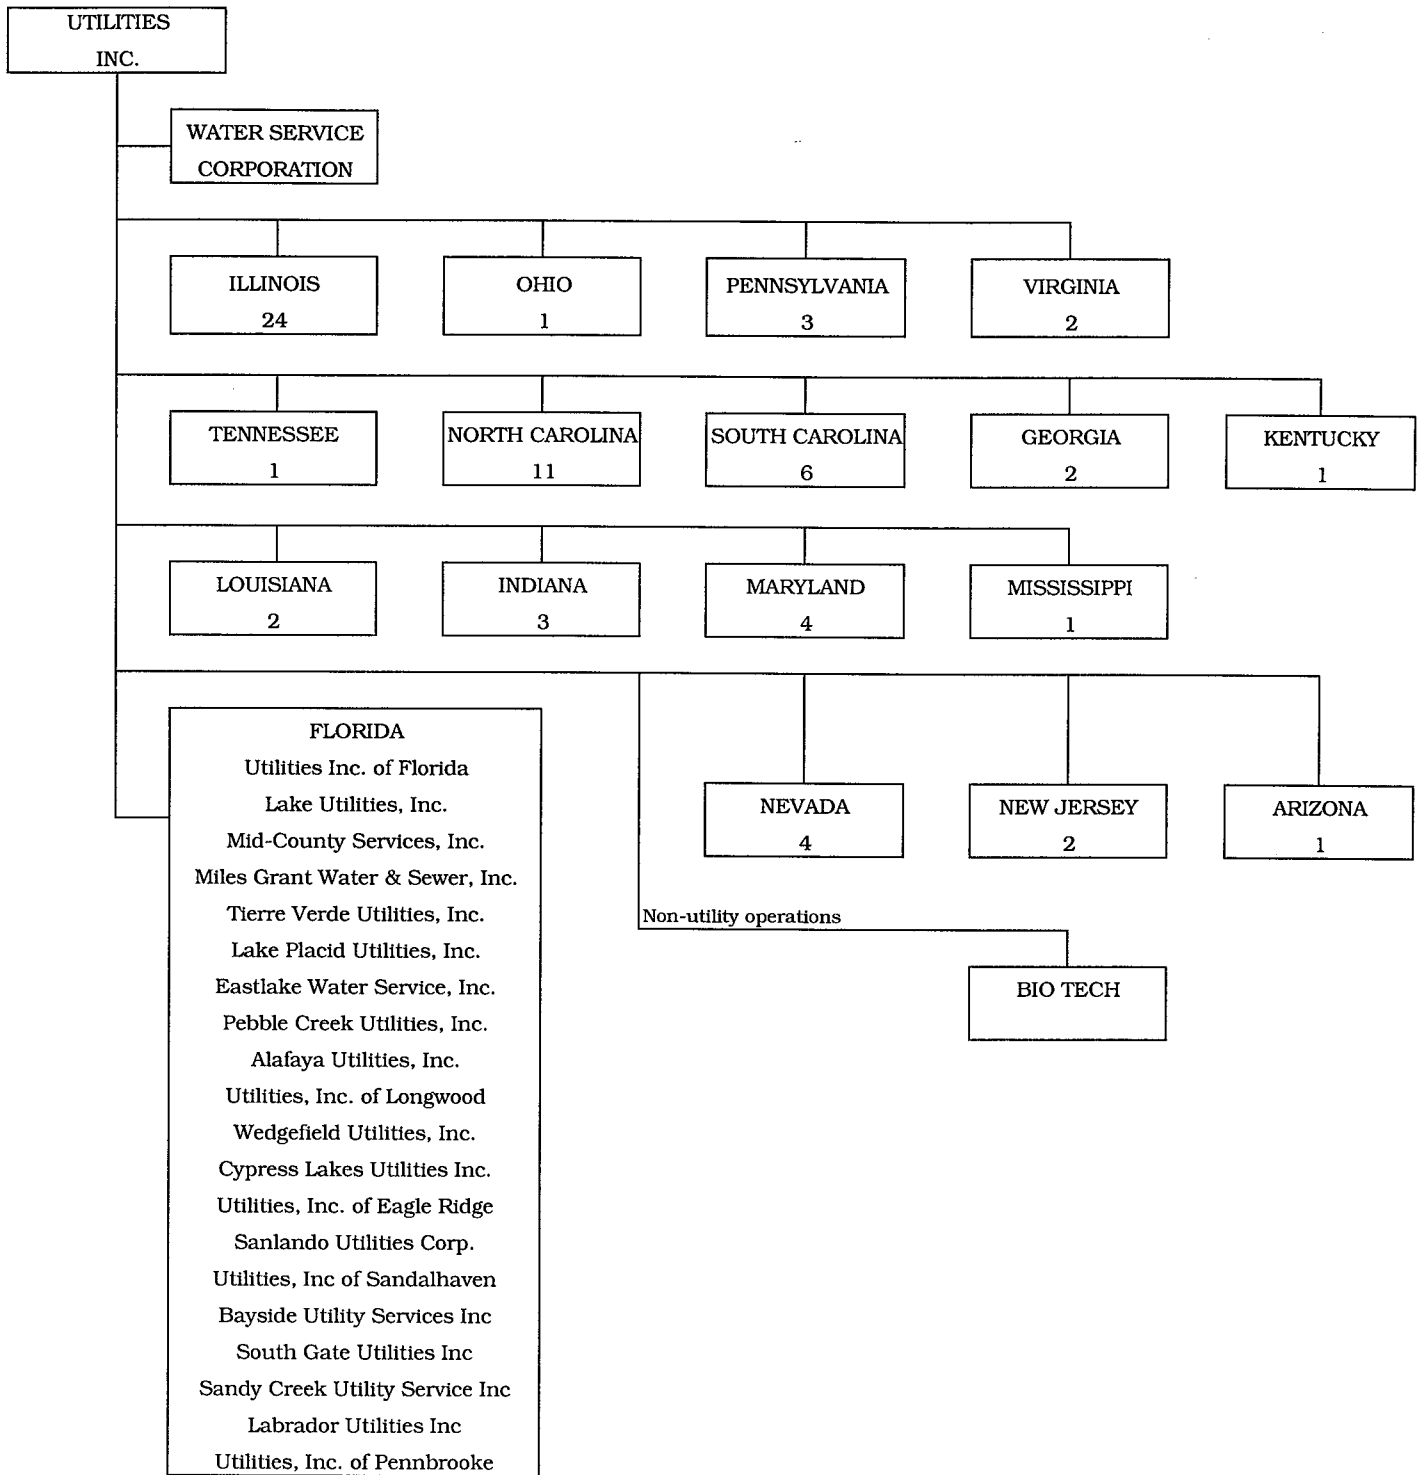 UTILITIES
INC.
WATER SERVICE
CORPORATION
ILLINOIS
24
OHIO
1
PENNSYLVANIA
3
VIRGINIA
2
TENNESSEE
1
NORTH CAROLINA
11
SOUTH CAROLINA
6
GEORGIA
2
KENTUCKY
1
LOUISIANA
2
INDIANA
3
MARYLAND
4
MISSISSIPPI
1
FLORIDA
Utilities Inc. of Florida
Lake Utilities, Inc.
Mid-County Services, Inc.
Miles Grant Water & Sewer, Inc.
Tierre Verde Utilities, Inc.
Lake Placid Utilities, Inc.
Eastlake Water Service, Inc.
Pebble Creek Utilities, Inc.
Alafaya Utilities, Inc.
Utilities, Inc. of Longwood
Wedgefield Utilities, Inc.
Cypress Lakes Utilities Inc.
Utilities, Inc. of Eagle Ridge
Sanlando Utilities Corp.
Utilities, Inc of Sandalhaven
Bayside Utility Services Inc
South Gate Utilities Inc
Sandy Creek Utility Service Inc
Labrador Utilities Inc
Utilities, Inc. of Pennbrooke
NEVADA
4
NEW JERSEY
2
ARIZONA
1
Non-utility operations
BIO TECH